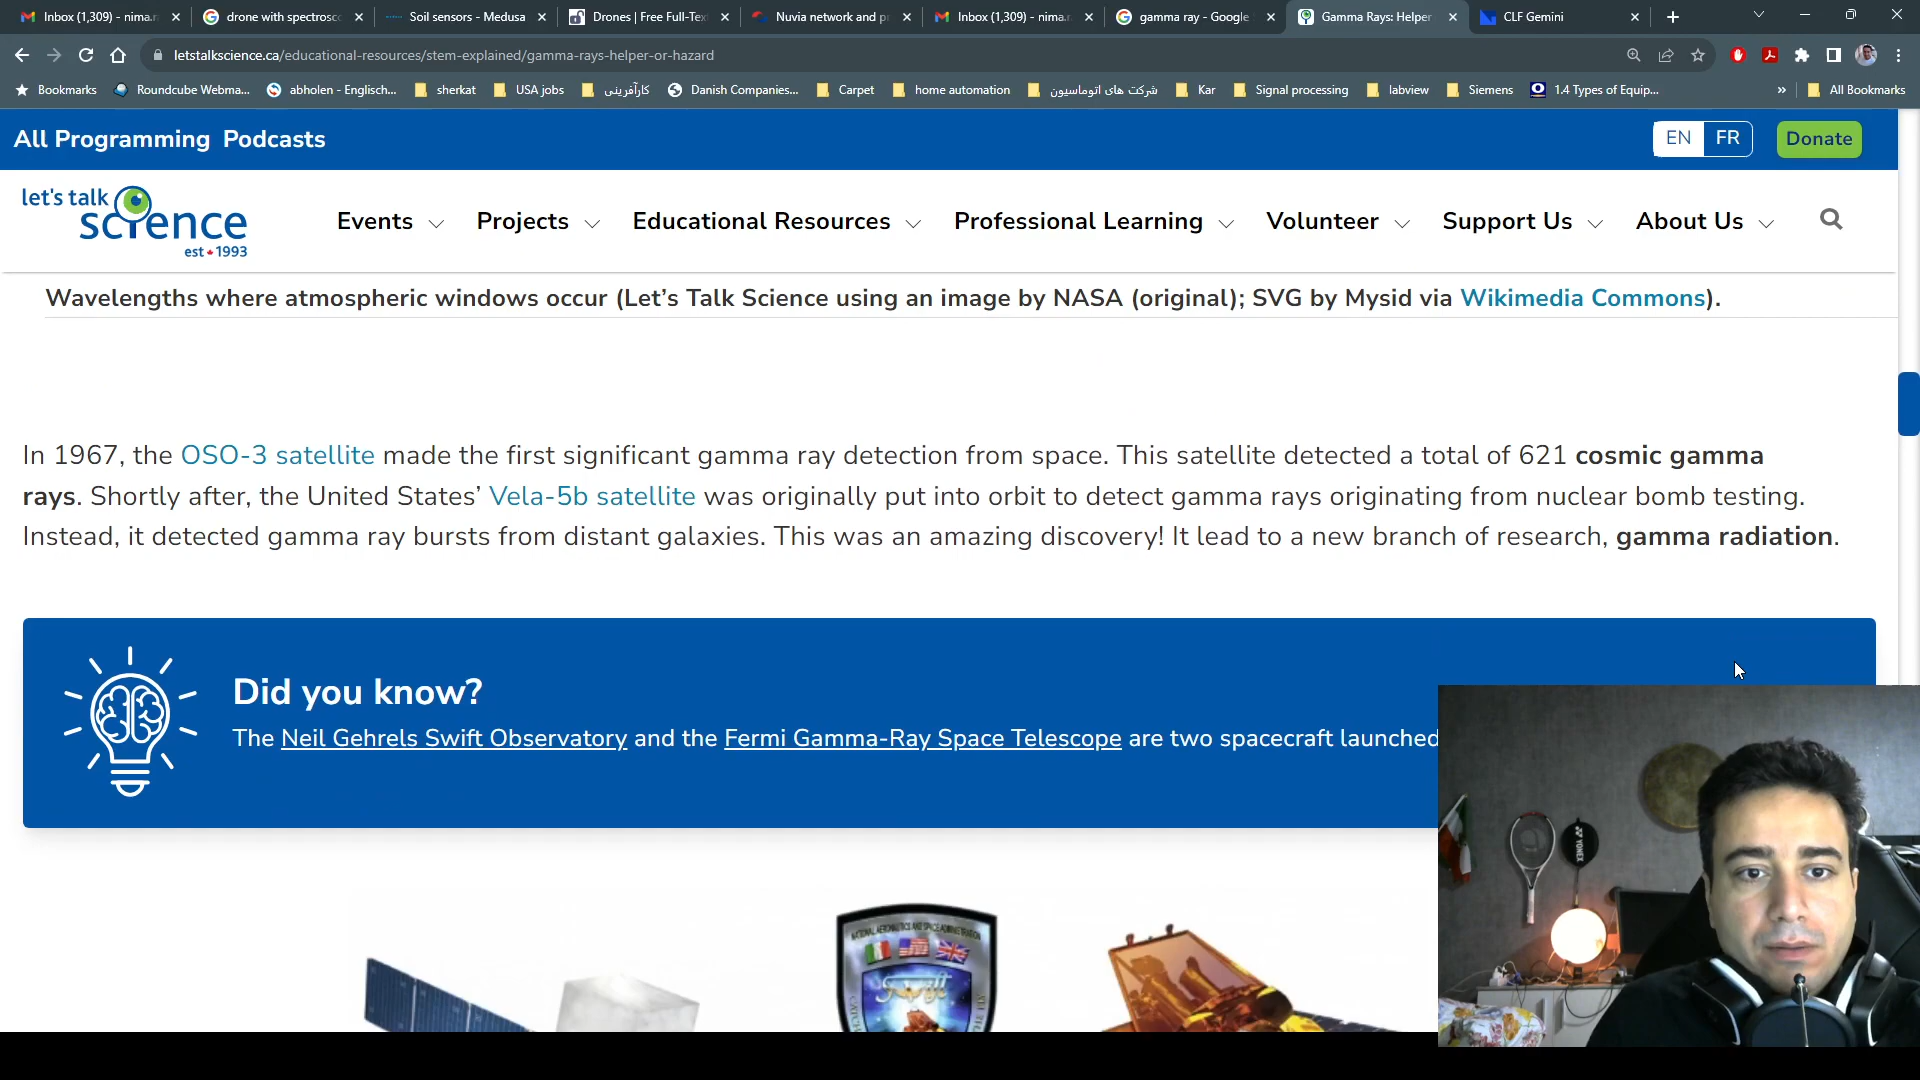 Inbox (1,309) - nima.r
drone with spectrosco
Soil sensors - Medusa
Drones | Free Full-Tex
Nuvia network and p
Inbox (1,309) - nima.r
gamma ray - Google
Gamma Rays: Helper
CLF Gemini
letstalkscience.ca/educational-resources/stem-explained/gamma-rays-helper-or-hazard
Bookmarks
Roundcube Webma...
abholen - Englisch...
sherkat
USA jobs
کارآفرینی
Danish Companies...
Carpet
home automation
شرکت های اتوماسیون
Kar
Signal processing
labview
Siemens
1.4 Types of Equip...
»
All Bookmarks
All Programming Podcasts
EN FR
Donate
let's talk
science
est 1993
Events
Projects
Educational Resources
Professional Learning
Volunteer
Support Us
About Us
Wavelengths where atmospheric windows occur (Let’s Talk Science using an image by NASA (original); SVG by Mysid via Wikimedia Commons).
In 1967, the OSO-3 satellite made the first significant gamma ray detection from space. This satellite detected a total of 621 cosmic gamma
rays. Shortly after, the United States’ Vela-5b satellite was originally put into orbit to detect gamma rays originating from nuclear bomb testing.
Instead, it detected gamma ray bursts from distant galaxies. This was an amazing discovery! It lead to a new branch of research, gamma radiation.
Did you know?
The Neil Gehrels Swift Observatory and the Fermi Gamma-Ray Space Telescope are two spacecraft launched
NATIONAL AERONAUTICS AND SPACE ADMINISTRATION
Swift
YONEX